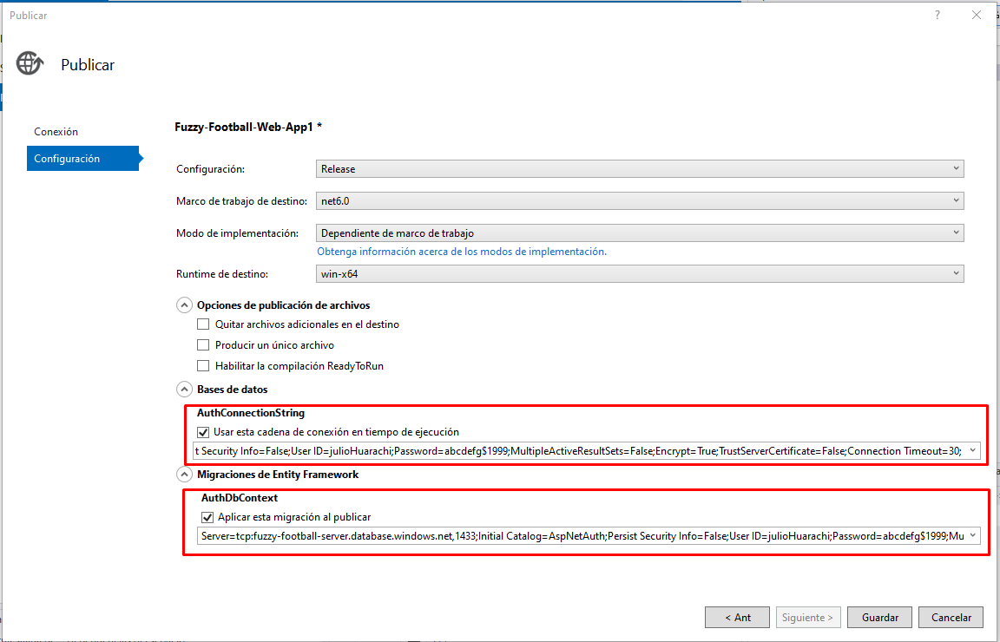 Publicar
?
Publicar
Conexión
Configuración
Fuzzy-Football-Web-App1 *
Configuración: Release
Marco de trabajo de destino: net6.0
Modo de implementación: Dependiente de marco de trabajo
Obtenga información acerca de los modos de implementación.
Runtime de destino: win-x64
Opciones de publicación de archivos
Quitar archivos adicionales en el destino
Producir un único archivo
Habilitar la compilación ReadyToRun
Bases de datos
AuthConnectionString
Usar esta cadena de conexión en tiempo de ejecución
t Security Info=False;User ID=julioHuarachi;Password=abcdefg$1999;MultipleActiveResultSets=False;Encrypt=True;TrustServerCertificate=False;Connection Timeout=30;
Migraciones de Entity Framework
AuthDbContext
Aplicar esta migración al publicar
Server=tcp:fuzzy-football-server.database.windows.net,1433;Initial Catalog=AspNetAuth;Persist Security Info=False;User ID=julioHuarachi;Password=abcdefg$1999;Mu
< Ant
Siguiente >
Guardar
Cancelar